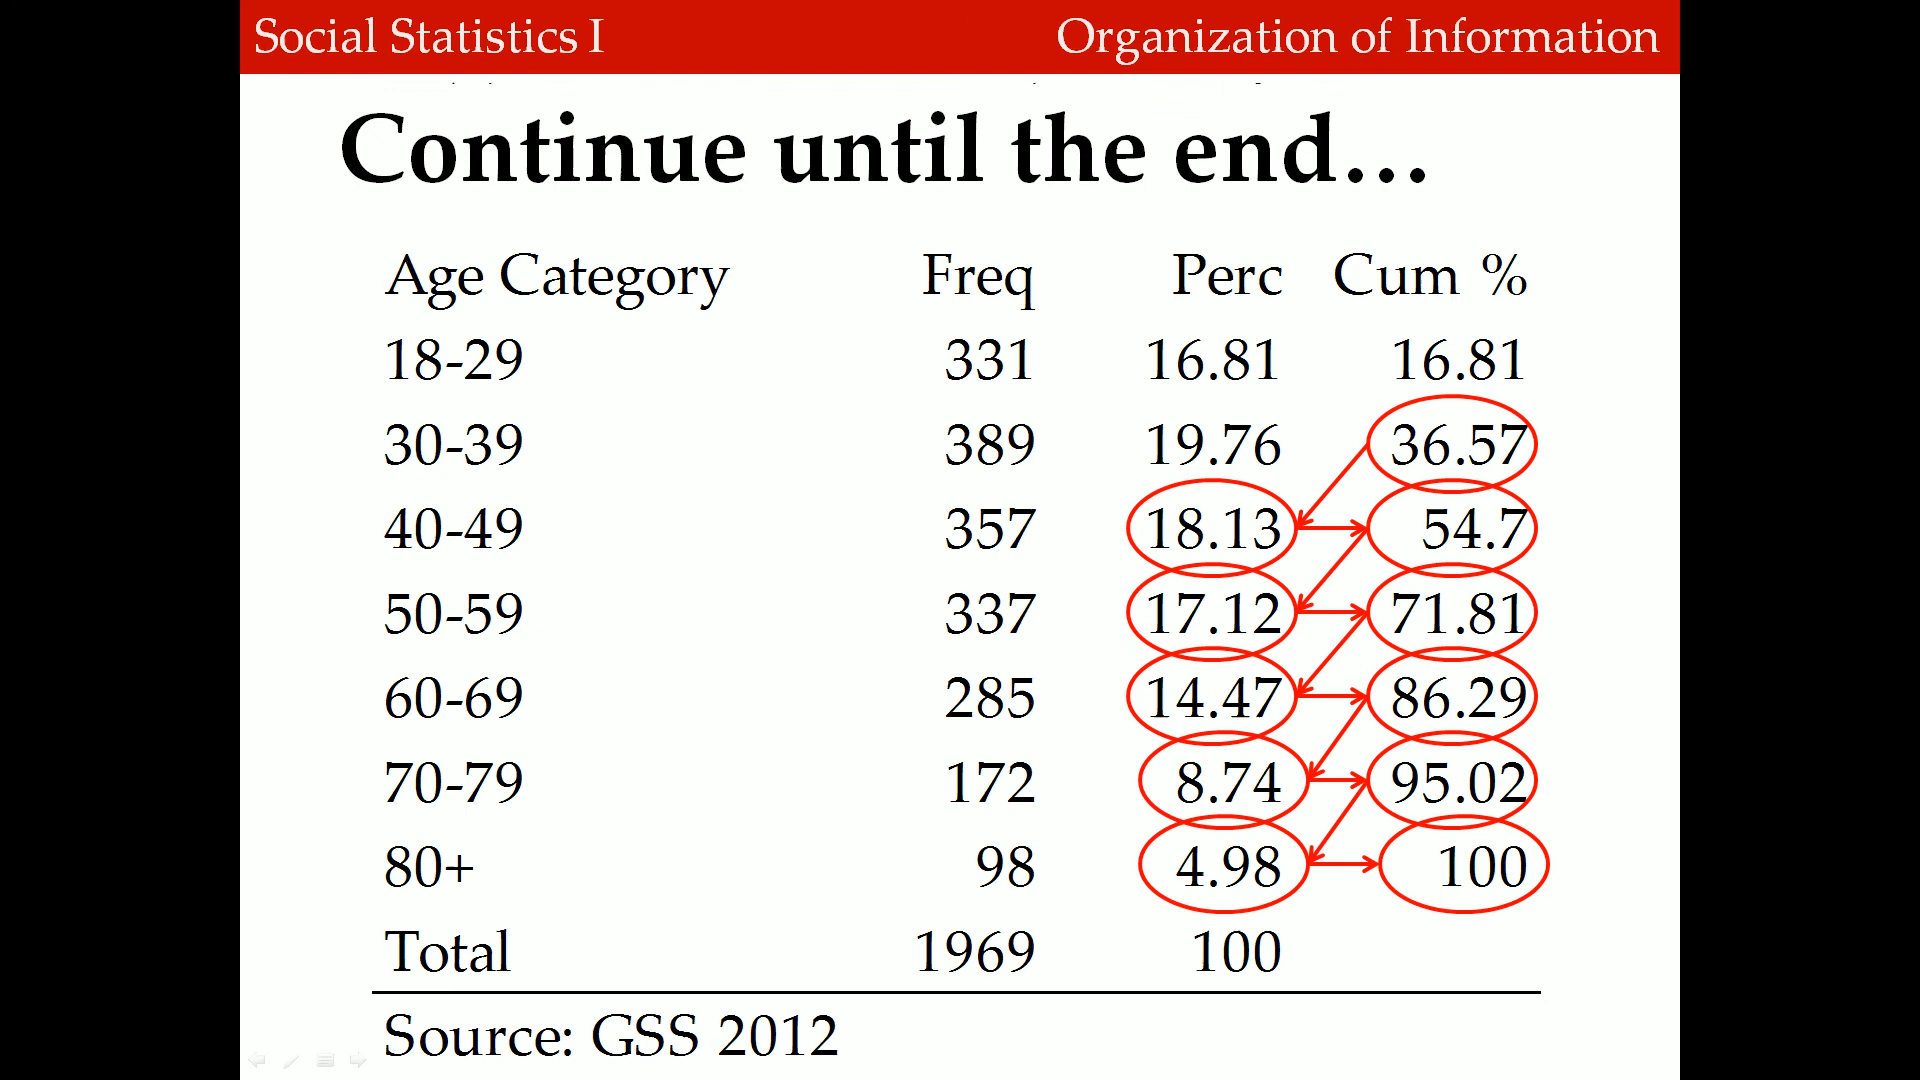 Social Statistics I Organization of Information
Continue until the end…
Age Category Freq Perc Cum %
18-29 331 16.81 16.81
30-39 389 19.76 36.57
40-49 357 18.13 54.7
50-59 337 17.12 71.81
60-69 285 14.47 86.29
70-79 172 8.74 95.02
80+ 98 4.98 100
Total 1969 100
Source: GSS 2012